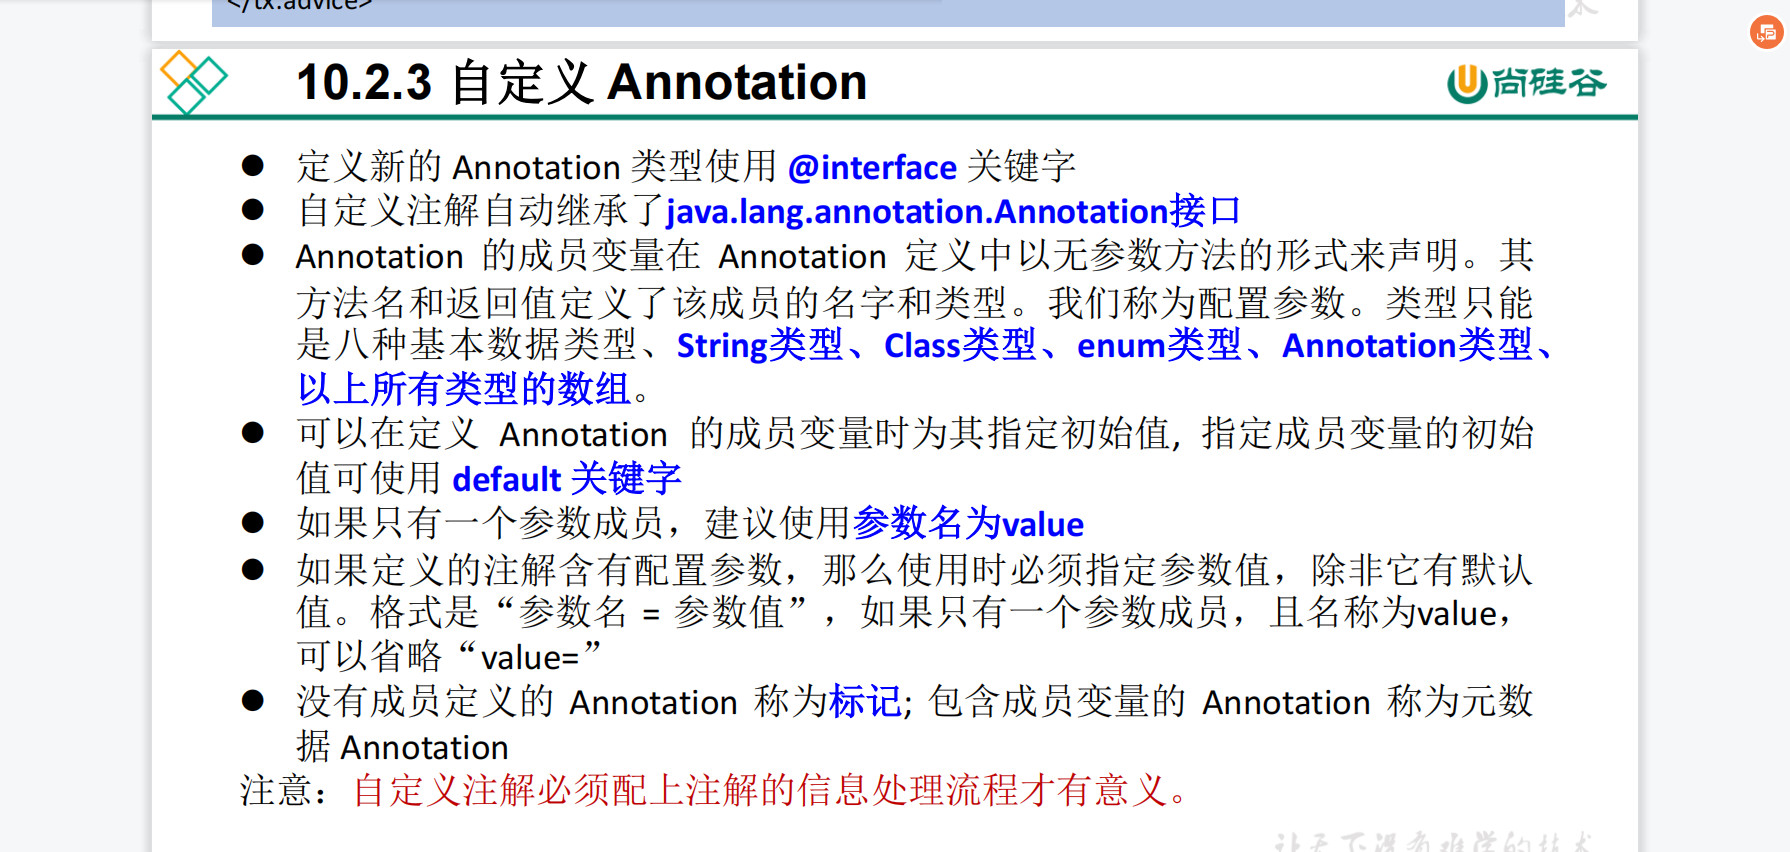 </tx:advice>
10.2.3 自定义 Annotation
尚硅谷
● 定义新的 Annotation 类型使用 @interface 关键字
● 自定义注解自动继承了java.lang.annotation.Annotation接口
● Annotation 的成员变量在 Annotation 定义中以无参数方法的形式来声明。其
方法名和返回值定义了该成员的名字和类型。我们称为配置参数。类型只能
是八种基本数据类型、String类型、Class类型、enum类型、Annotation类型、
以上所有类型的数组。
● 可以在定义 Annotation 的成员变量时为其指定初始值, 指定成员变量的初始
值可使用 default 关键字
● 如果只有一个参数成员，建议使用参数名为value
● 如果定义的注解含有配置参数，那么使用时必须指定参数值，除非它有默认
值。格式是“参数名 = 参数值”，如果只有一个参数成员，且名称为value，
可以省略“value=”
● 没有成员定义的 Annotation 称为标记; 包含成员变量的 Annotation 称为元数
据 Annotation
注意：自定义注解必须配上注解的信息处理流程才有意义。
让天下没有难学的技术